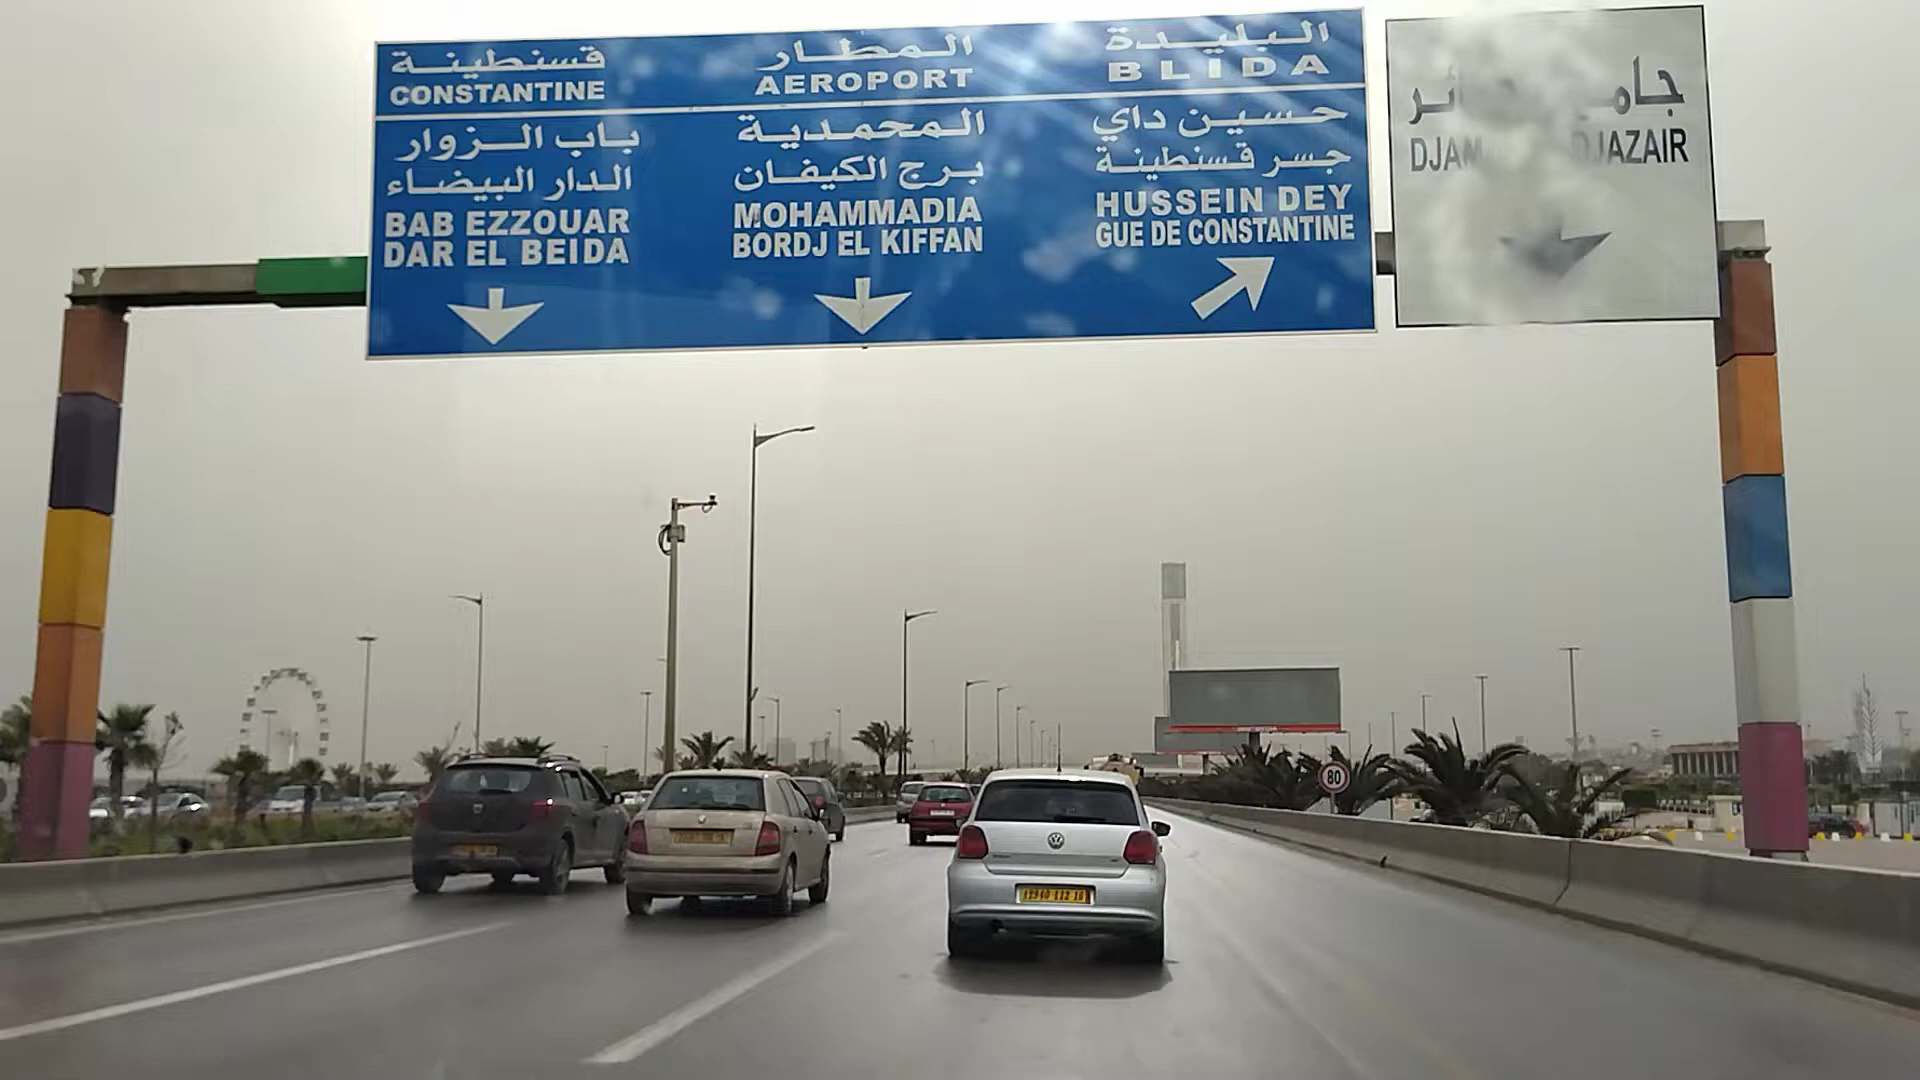 قسنطينة
CONSTANTINE
باب الزوار
الدار البيضاء
BAB EZZOUAR
DAR EL BEIDA
المطار
AEROPORT
المحمدية
برج الكيفان
MOHAMMADIA
BORDJ EL KIFFAN
البليدة
BLIDA
حسين داي
جسر قسنطينة
HUSSEIN DEY
GUE DE CONSTANTINE
DJAZAIR
80